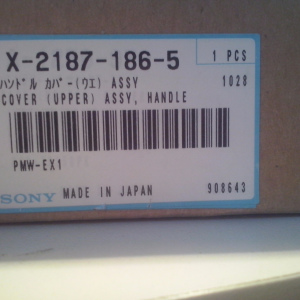 X-2187-186-5
1 PCS
ﾊﾝﾄﾞﾙ ｶﾊﾞｰ(ｳｴ) ASSY
1028
COVER (UPPER) ASSY, HANDLE
PMW-EX1
SONY MADE IN JAPAN 908643